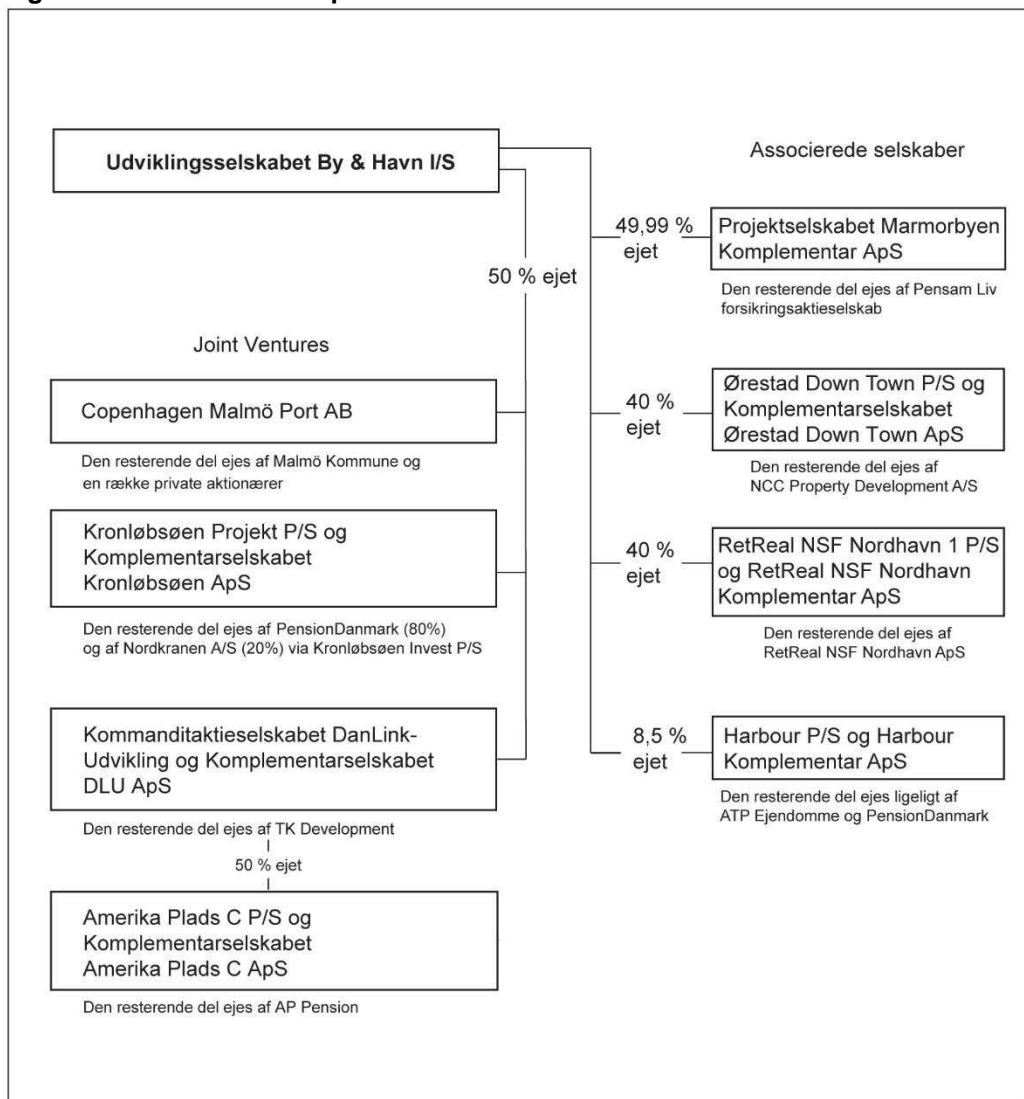 Udviklingsselskabet By & Havn I/S
50 % ejet
Joint Ventures
Copenhagen Malmö Port AB
Den resterende del ejes af Malmö Kommune og
en række private aktionærer
Kronløbsøen Projekt P/S og
Komplementarselskabet
Kronløbsøen ApS
Den resterende del ejes af PensionDanmark (80%)
og af Nordkranen A/S (20%) via Kronløbsøen Invest P/S
Kommanditaktieselskabet DanLink-
Udvikling og Komplementarselskabet
DLU ApS
Den resterende del ejes af TK Development
50 % ejet
Amerika Plads C P/S og
Komplementarselskabet
Amerika Plads C ApS
Den resterende del ejes af AP Pension
Associerede selskaber
49,99 %
ejet
Projektselskabet Marmorbyen
Komplementar ApS
Den resterende del ejes af Pensam Liv
forsikringsaktieselskab
40 %
ejet
Ørestad Down Town P/S og
Komplementarselskabet
Ørestad Down Town ApS
Den resterende del ejes af
NCC Property Development A/S
40 %
ejet
RetReal NSF Nordhavn 1 P/S
og RetReal NSF Nordhavn
Komplementar ApS
Den resterende del ejes af
RetReal NSF Nordhavn ApS
8,5 %
ejet
Harbour P/S og Harbour
Komplementar ApS
Den resterende del ejes ligeligt af
ATP Ejendomme og PensionDanmark